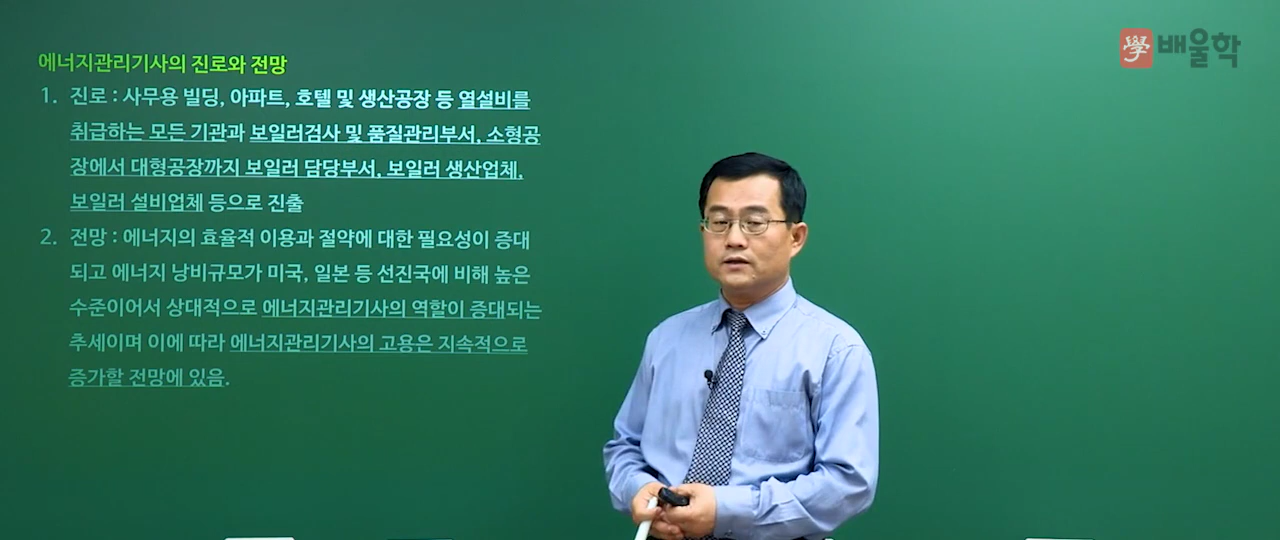 學 배울학
에너지관리기사의 진로와 전망
1. 진로 : 사무용 빌딩, 아파트, 호텔 및 생산공장 등 열설비를
취급하는 모든 기관과 보일러검사 및 품질관리부서, 소형공
장에서 대형공장까지 보일러 담당부서, 보일러 생산업체,
보일러 설비업체 등으로 진출
2. 전망 : 에너지의 효율적 이용과 절약에 대한 필요성이 증대
되고 에너지 낭비규모가 미국, 일본 등 선진국에 비해 높은
수준이어서 상대적으로 에너지관리기사의 역할이 증대되는
추세이며 이에 따라 에너지관리기사의 고용은 지속적으로
증가할 전망에 있음.